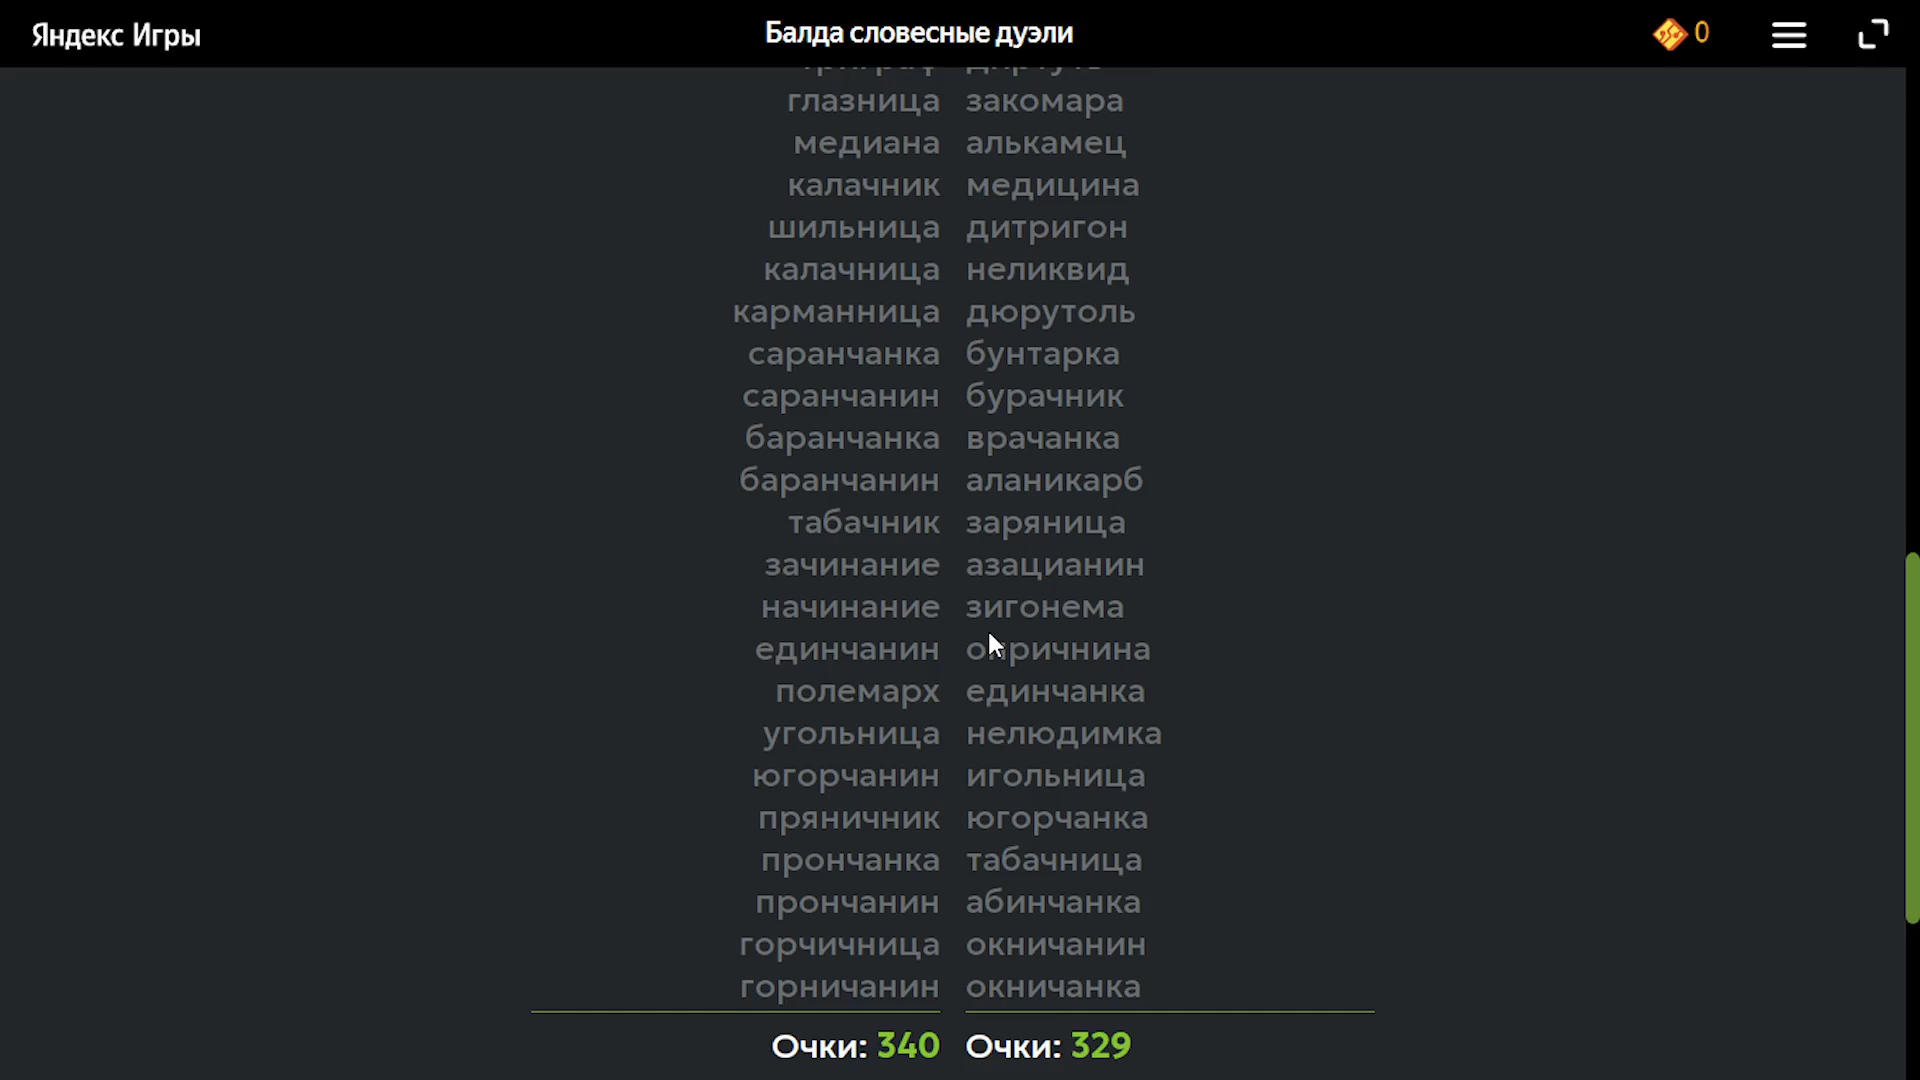 Яндекс Игры Балда словесные дуэли 0
глазница закомара
медиана алькамец
калачник медицина
шильница дитригон
калачница неликвид
карманница дюрутоль
саранчанка бунтарка
саранчанин бурачник
баранчанка врачанка
баранчанин аланикарб
табачник заряница
зачинание азацианин
начинание зигонема
единчанин опричнина
полемарх единчанка
угольница нелюдимка
югорчанин игольница
пряничник югорчанка
прончанка табачница
прончанин абинчанка
горчичница окничанин
горничанин окничанка
Очки: 340 Очки: 329